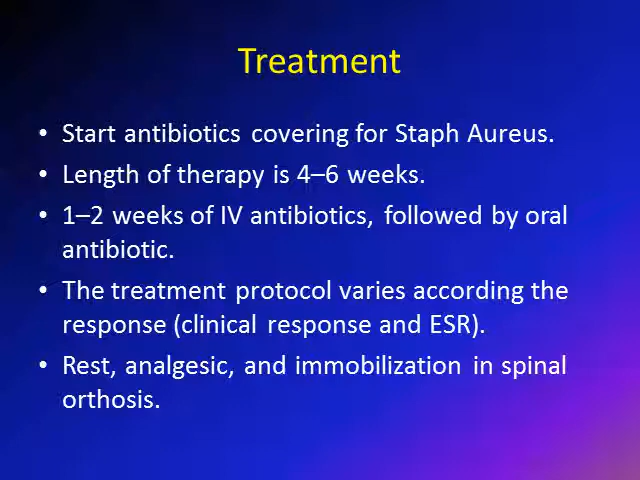 Treatment
• Start antibiotics covering for Staph Aureus.
• Length of therapy is 4–6 weeks.
• 1–2 weeks of IV antibiotics, followed by oral
antibiotic.
• The treatment protocol varies according the
response (clinical response and ESR).
• Rest, analgesic, and immobilization in spinal
orthosis.